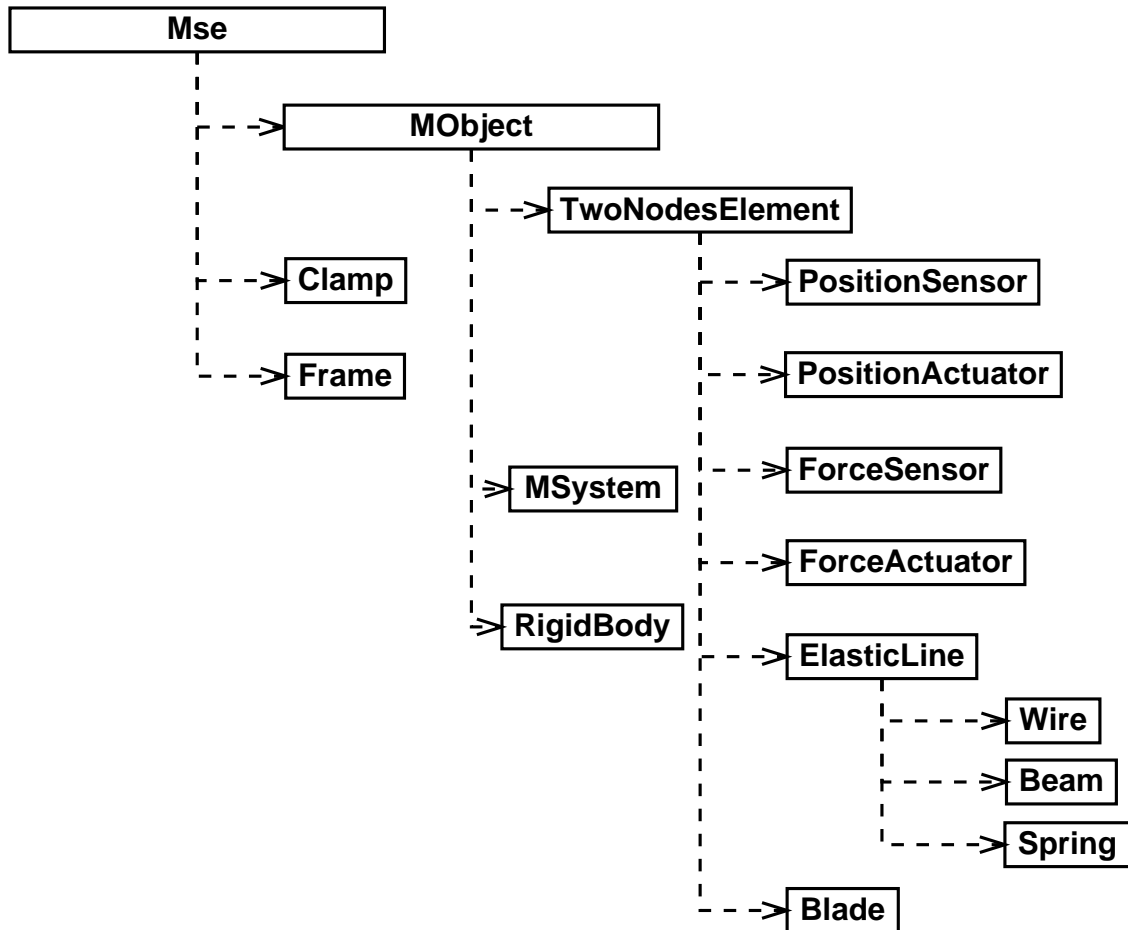 Mse
MObject
TwoNodesElement
Clamp
PositionSensor
Frame
PositionActuator
ForceSensor
MSystem
ForceActuator
RigidBody
ElasticLine
Wire
Beam
Spring
Blade